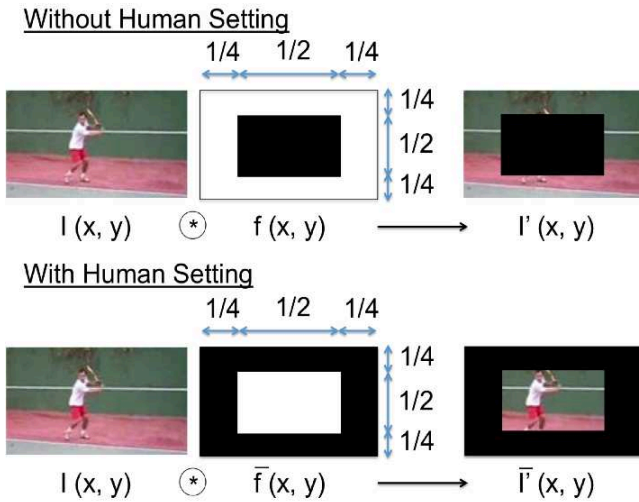 Without Human Setting
1/4 1/2 1/4
1/4
1/2
1/4
I (x, y) * f (x, y) I' (x, y)
With Human Setting
1/4 1/2 1/4
1/4
1/2
1/4
I (x, y) * f̅ (x, y) I̅' (x, y)